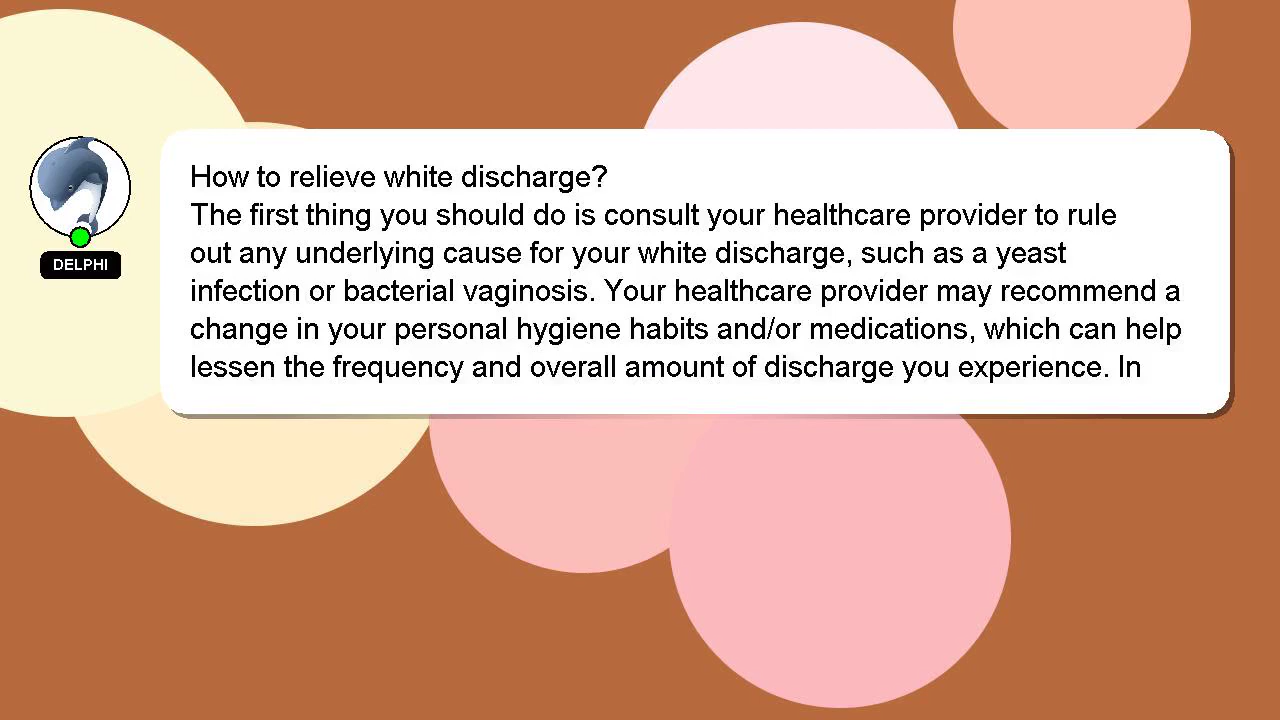 DELPHI
How to relieve white discharge?
The first thing you should do is consult your healthcare provider to rule
out any underlying cause for your white discharge, such as a yeast
infection or bacterial vaginosis. Your healthcare provider may recommend a
change in your personal hygiene habits and/or medications, which can help
lessen the frequency and overall amount of discharge you experience. In